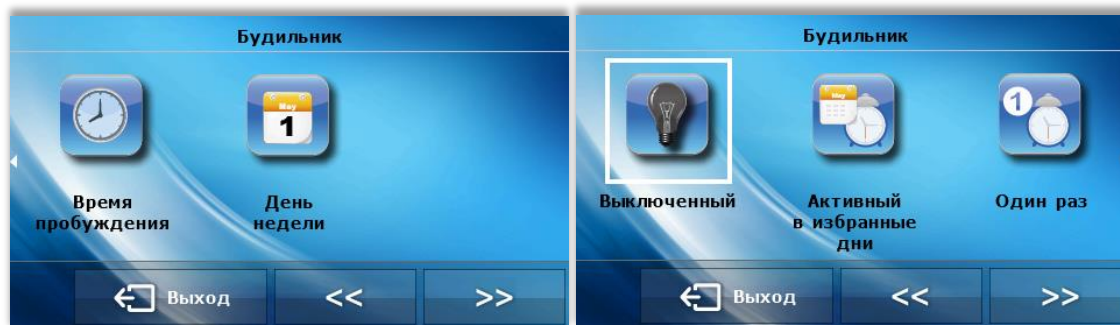 Будильник
May
1
Время
пробуждения
День
недели
Выход
<<
>>
Будильник
Выключенный
May
Активный
в избранные
дни
1
Один раз
Выход
<<
>>